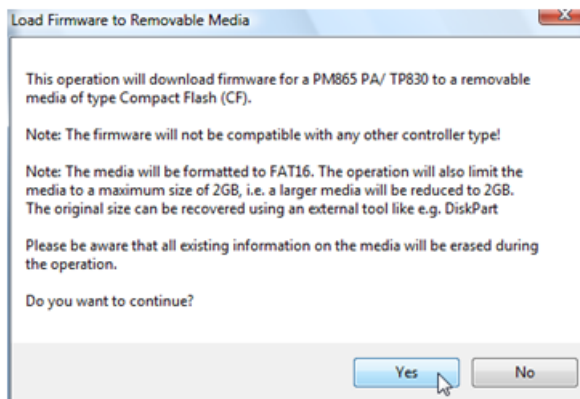 Load Firmware to Removable Media
This operation will download firmware for a PM865 PA/ TP830 to a removable
media of type Compact Flash (CF).
Note: The firmware will not be compatible with any other controller type!
Note: The media will be formatted to FAT16. The operation will also limit the
media to a maximum size of 2GB, i.e. a larger media will be reduced to 2GB.
The original size can be recovered using an external tool like e.g. DiskPart
Please be aware that all existing information on the media will be erased during
the operation.
Do you want to continue?
Yes
No